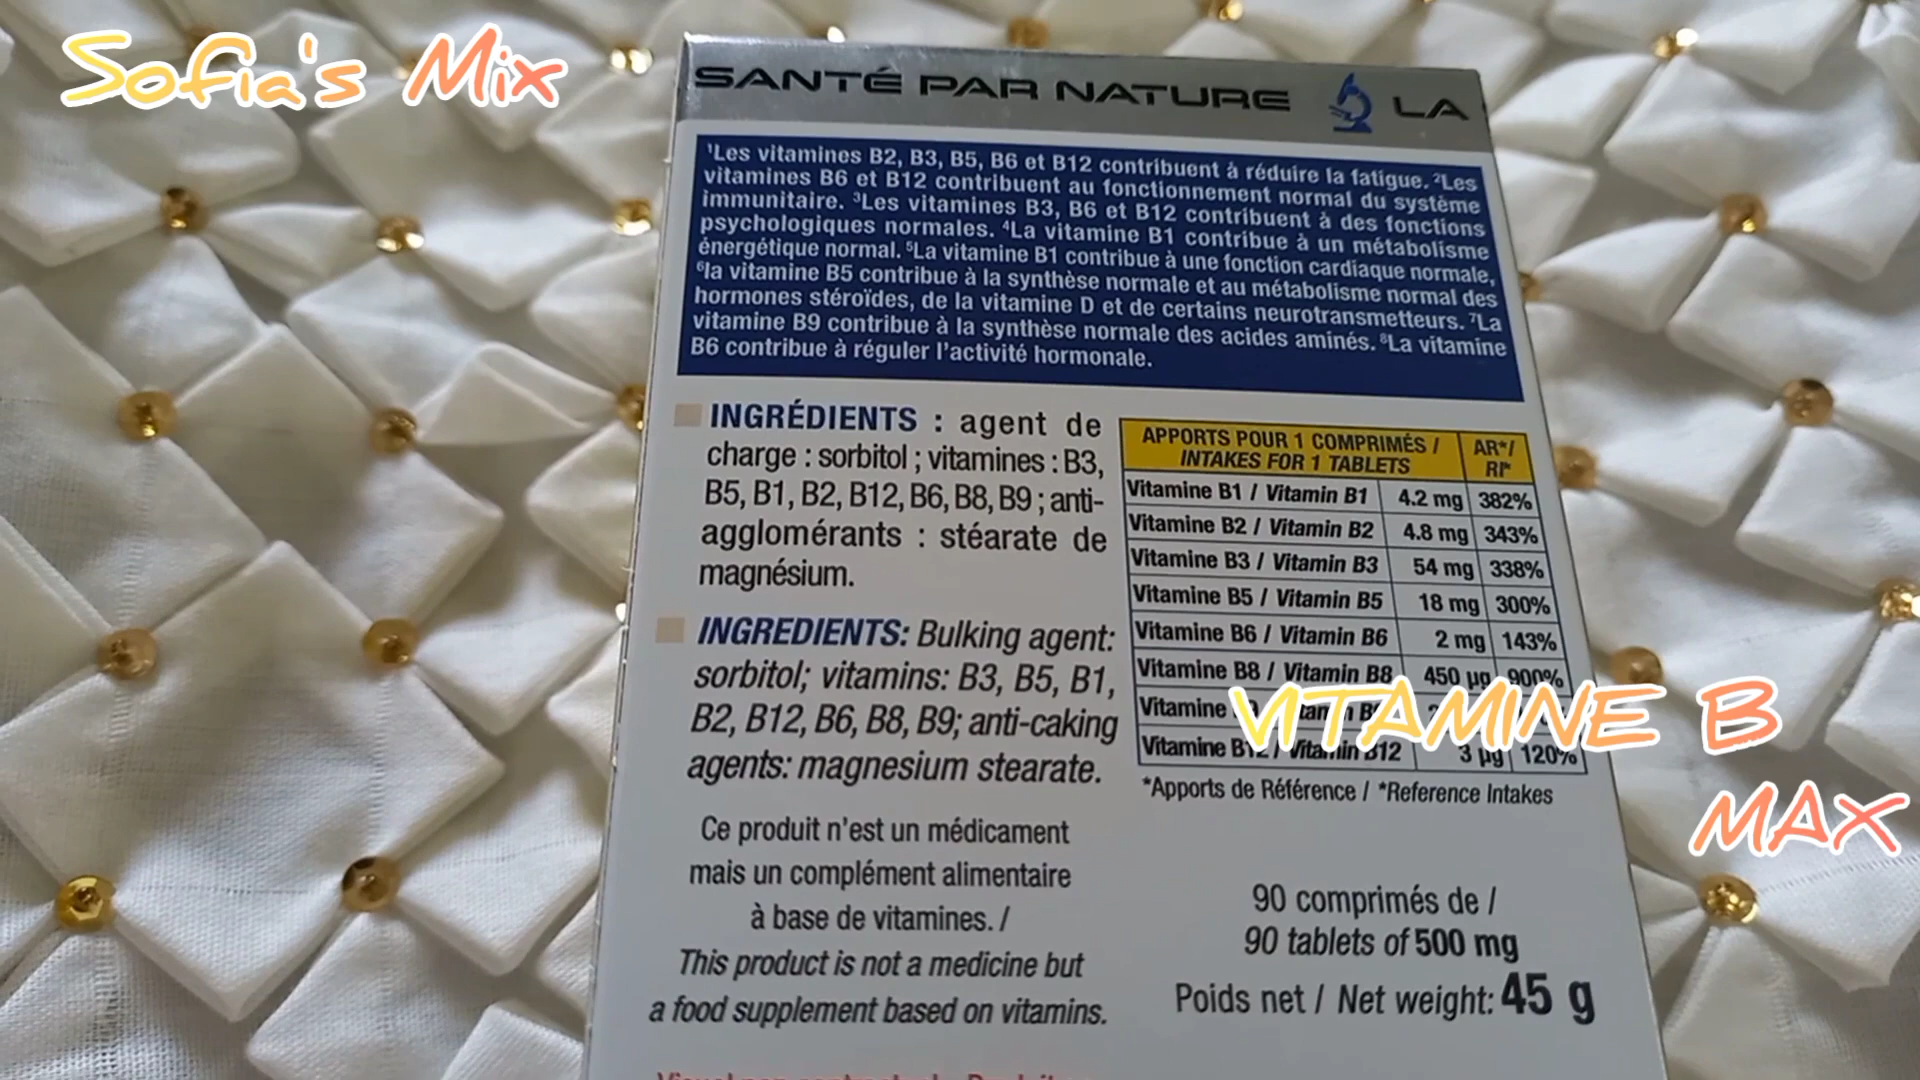 Sofia's Mix
SANTÉ PAR NATURE LA
¹Les vitamines B2, B3, B5, B6 et B12 contribuent à réduire la fatigue. ²Les
vitamines B6 et B12 contribuent au fonctionnement normal du système
immunitaire. ³Les vitamines B3, B6 et B12 contribuent à des fonctions
psychologiques normales. ⁴La vitamine B1 contribue à un métabolisme
énergétique normal. ⁵La vitamine B1 contribue à une fonction cardiaque normale,
⁶la vitamine B5 contribue à la synthèse normale et au métabolisme normal des
hormones stéroïdes, de la vitamine D et de certains neurotransmetteurs. ⁷La
vitamine B9 contribue à la synthèse normale des acides aminés. ⁸La vitamine
B6 contribue à réguler l'activité hormonale.
INGRÉDIENTS : agent de
charge : sorbitol ; vitamines : B3,
B5, B1, B2, B12, B6, B8, B9 ; anti-
agglomérants : stéarate de
magnésium.
INGREDIENTS: Bulking agent:
sorbitol; vitamins: B3, B5, B1,
B2, B12, B6, B8, B9; anti-caking
agents: magnesium stearate.
Ce produit n'est un médicament
mais un complément alimentaire
à base de vitamines. /
This product is not a medicine but
a food supplement based on vitamins.
APPORTS POUR 1 COMPRIMÉS / AR*/
INTAKES FOR 1 TABLETS RI*
Vitamine B1 / Vitamin B1 4.2 mg 382%
Vitamine B2 / Vitamin B2 4.8 mg 343%
Vitamine B3 / Vitamin B3 54 mg 338%
Vitamine B5 / Vitamin B5 18 mg 300%
Vitamine B6 / Vitamin B6 2 mg 143%
Vitamine B8 / Vitamin B8 450 µg 900%
Vitamine
Vitamine B12 / Vitamin B12 3 µg 120%
*Apports de Référence / *Reference Intakes
VITAMINE B
MAX
90 comprimés de /
90 tablets of 500 mg
Poids net / Net weight: 45 g